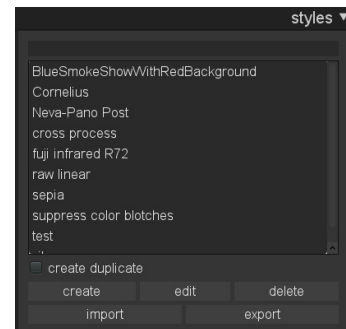 styles
BlueSmokeShowWithRedBackground
Cornelius
Neva-Pano Post
cross process
fuji infrared R72
raw linear
sepia
suppress color blotches
test
create duplicate
create edit delete
import export